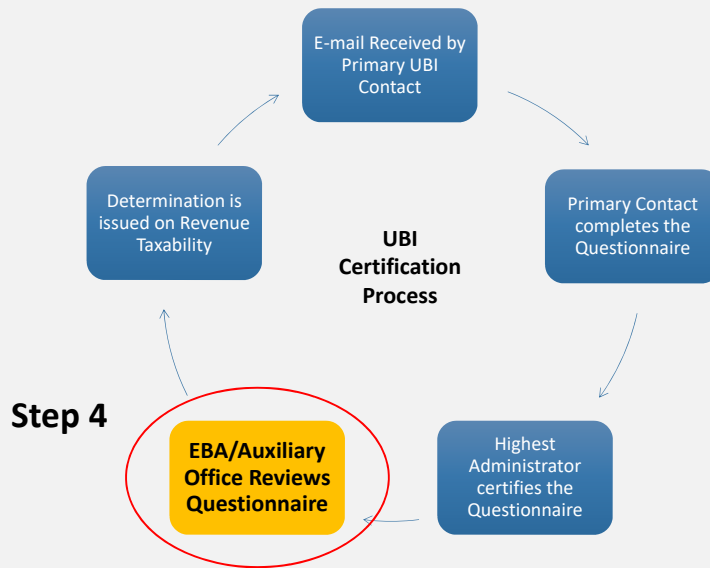 E-mail Received by
Primary UBI
Contact
Primary Contact
completes the
Questionnaire
Highest
Administrator
certifies the
Questionnaire
Step 4
EBA/Auxiliary
Office Reviews
Questionnaire
Determination is
issued on Revenue
Taxability
UBI
Certification
Process